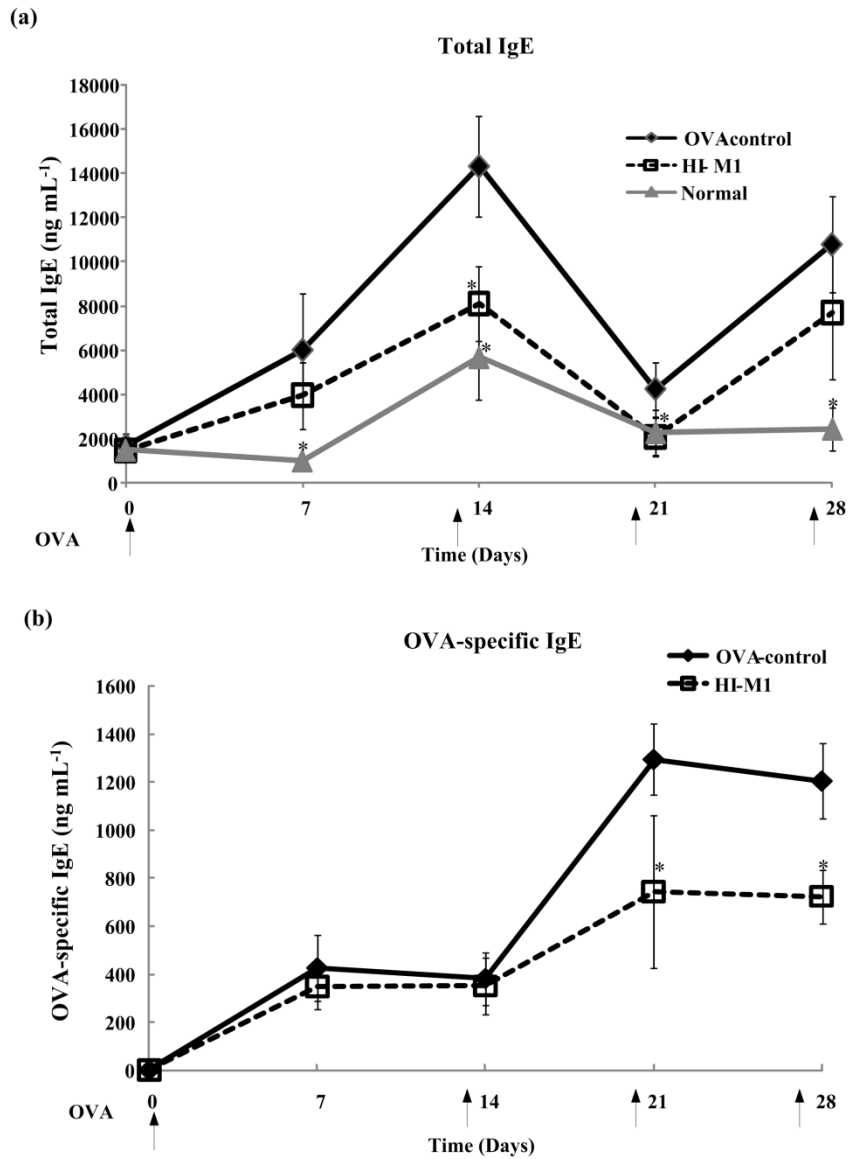 (a)
Total IgE
Total IgE (ng mL⁻¹)
18000
16000
14000
12000
10000
8000
6000
4000
2000
0
OVAcontrol
HI- M1
Normal
*
*
*
*
*
0 7 14 21 28
OVA
Time (Days)
(b)
OVA-specific IgE
OVA-specific IgE (ng mL⁻¹)
1600
1400
1200
1000
800
600
400
200
0
OVA-control
HI-M1
*
*
0 7 14 21 28
OVA
Time (Days)